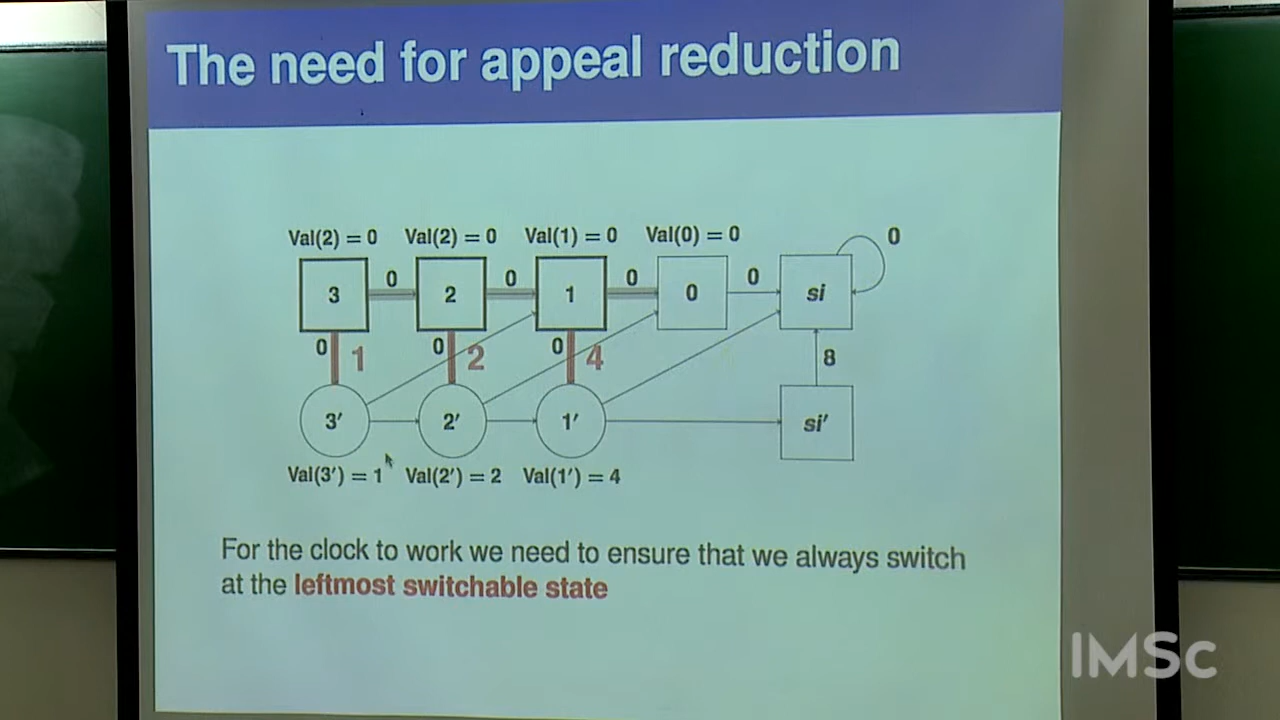 The need for appeal reduction
Val(2) = 0 Val(2) = 0 Val(1) = 0 Val(0) = 0 0
3 0 2 0 1 0 0 0 si
0 1 0 2 0 4 8
3′ 2′ 1′ si′
Val(3′) = 1 Val(2′) = 2 Val(1′) = 4
For the clock to work we need to ensure that we always switch
at the leftmost switchable state
IMSc